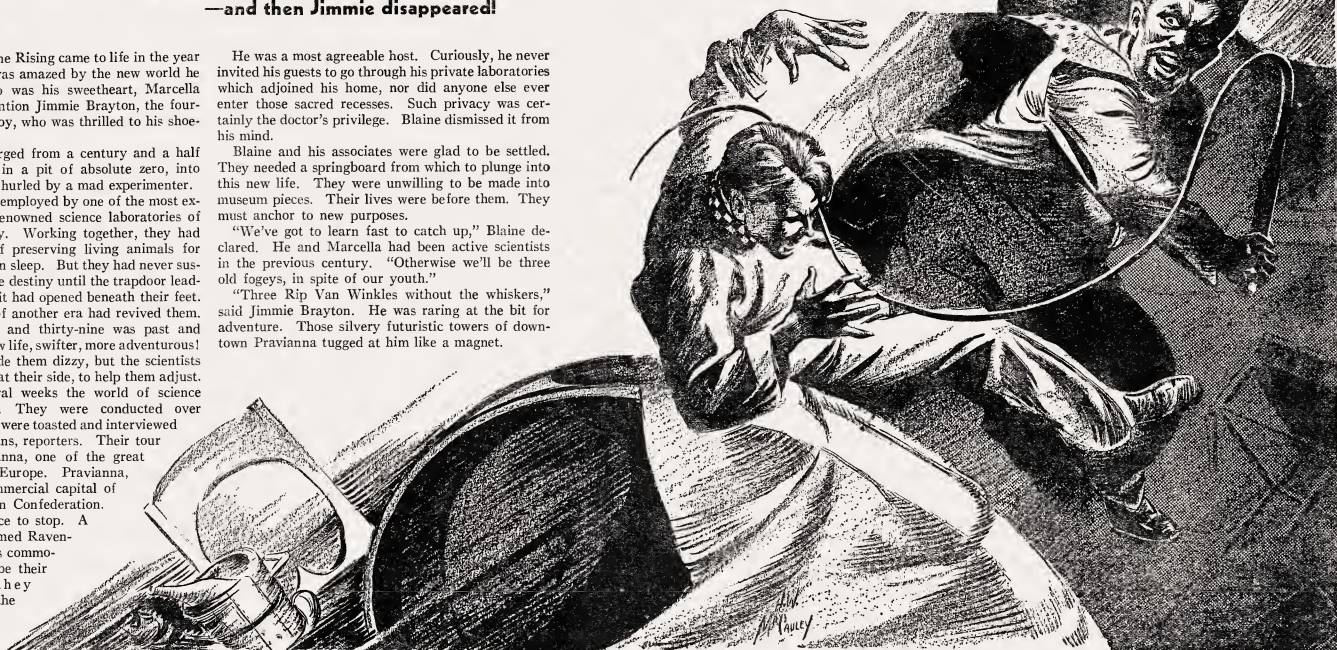 —and then Jimmie disappeared!
ne Rising came to life in the year
as amazed by the new world he
was his sweetheart, Marcella
ntion Jimmie Brayton, the four-
oy, who was thrilled to his shoe-
rged from a century and a half
in a pit of absolute zero, into
hurled by a mad experimenter.
employed by one of the most ex-
enowned science laboratories of
y. Working together, they had
f preserving living animals for
n sleep. But they had never sus-
e destiny until the trapdoor lead-
it had opened beneath their feet.
f another era had revived them.
and thirty-nine was past and
w life, swifter, more adventurous!
de them dizzy, but the scientists
at their side, to help them adjust.
ral weeks the world of science
. They were conducted over
were toasted and interviewed
ns, reporters. Their tour
nna, one of the great
Europe. Pravianna,
mmercial capital of
n Confederation.
ce to stop. A
med Raven-
s commo-
be their
hey
he
He was a most agreeable host. Curiously, he never
invited his guests to go through his private laboratories
which adjoined his home, nor did anyone else ever
enter those sacred recesses. Such privacy was cer-
tainly the doctor's privilege. Blaine dismissed it from
his mind.
Blaine and his associates were glad to be settled.
They needed a springboard from which to plunge into
this new life. They were unwilling to be made into
museum pieces. Their lives were before them. They
must anchor to new purposes.
“We've got to learn fast to catch up,” Blaine de-
clared. He and Marcella had been active scientists
in the previous century. “Otherwise we'll be three
old fogeys, in spite of our youth.”
“Three Rip Van Winkles without the whiskers,”
said Jimmie Brayton. He was raring at the bit for
adventure. Those silvery futuristic towers of down-
town Pravianna tugged at him like a magnet.
H.W.
McCAULEY